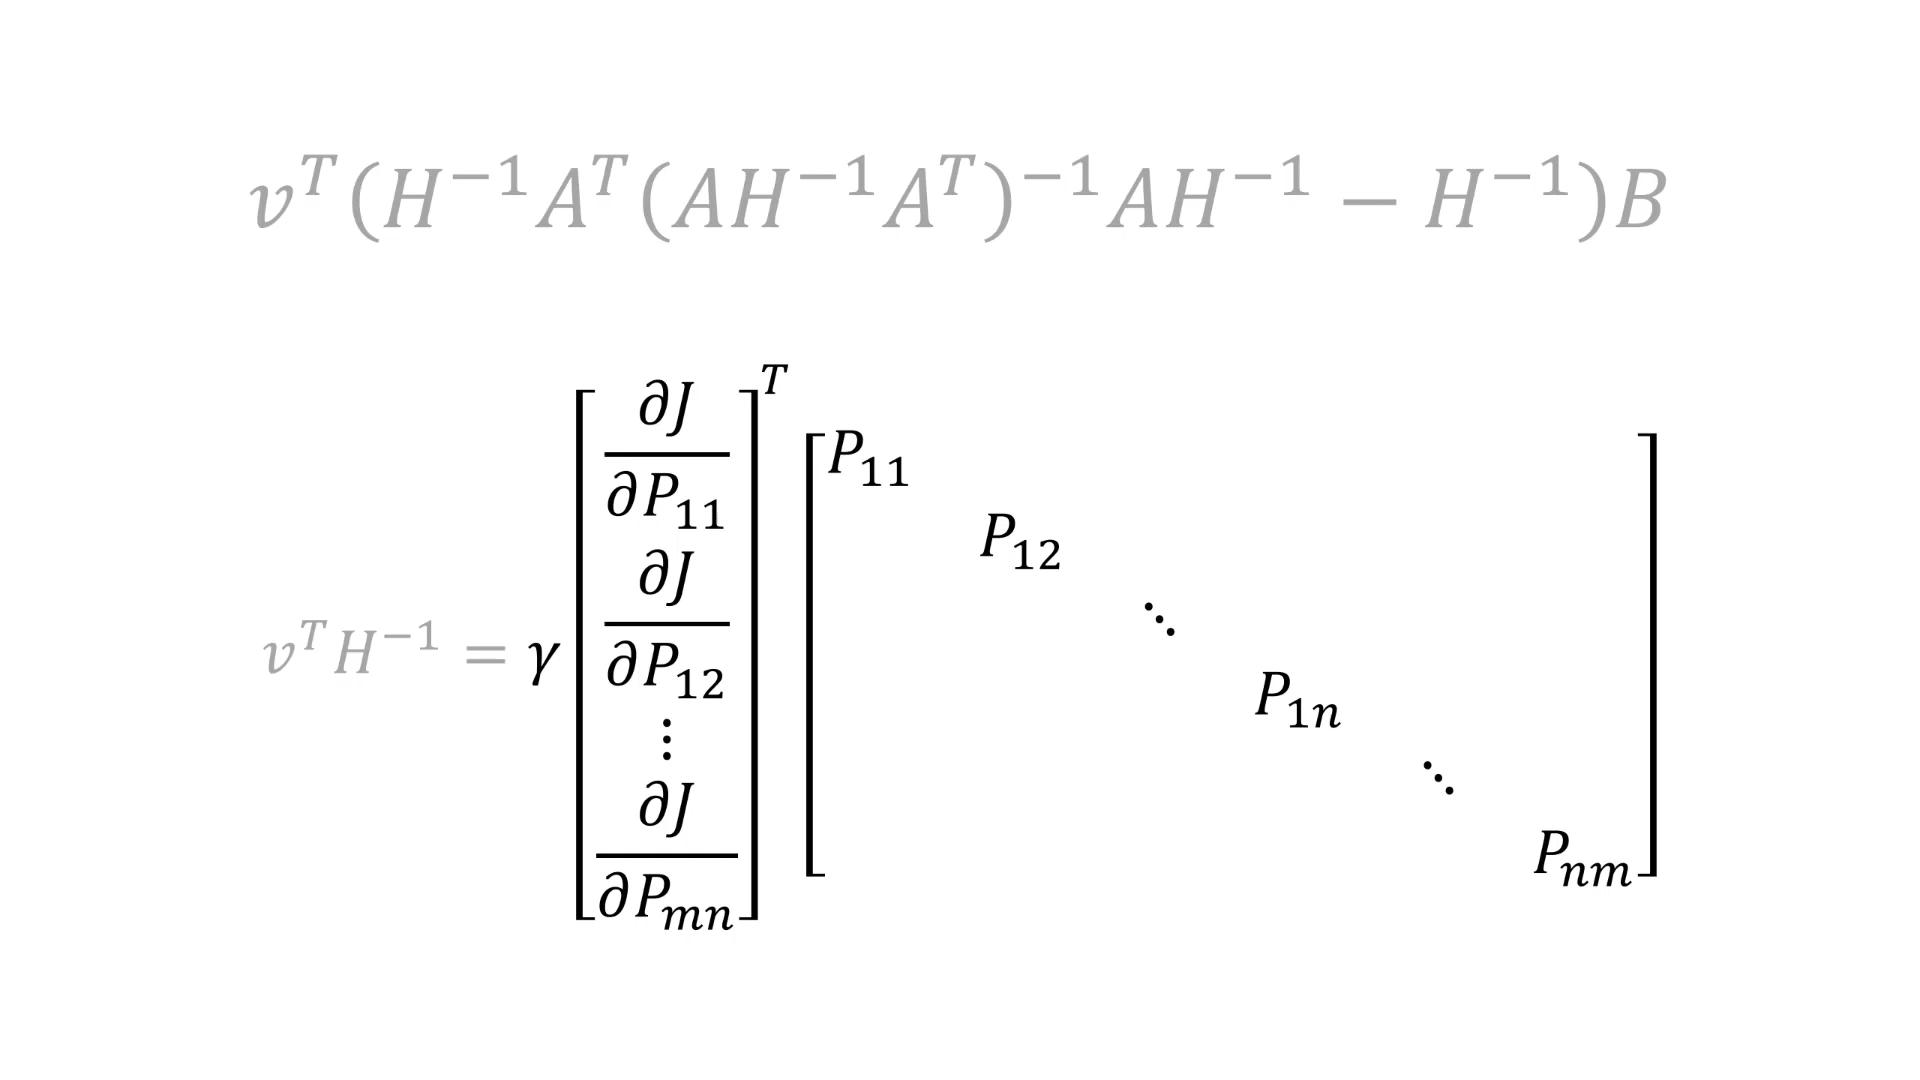 v^T(H^{-1}A^T(AH^{-1}A^T)^{-1}AH^{-1} − H^{-1})B
v^T H^{-1} = γ [∂J/∂P_{11} ∂J/∂P_{12} ⋮ ∂J/∂P_{mn}]^T [P_{11} P_{12} ⋱ P_{1n} ⋱ P_{nm}]